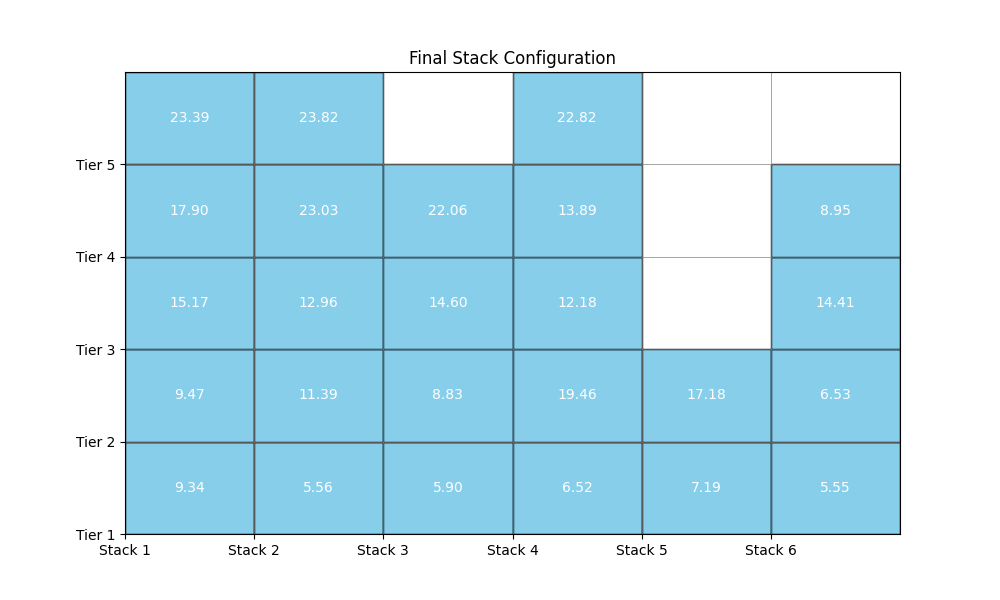 Final Stack Configuration
23.39 23.82 22.82
Tier 5
17.90 23.03 22.06 13.89 8.95
Tier 4
15.17 12.96 14.60 12.18 14.41
Tier 3
9.47 11.39 8.83 19.46 17.18 6.53
Tier 2
9.34 5.56 5.90 6.52 7.19 5.55
Tier 1
Stack 1 Stack 2 Stack 3 Stack 4 Stack 5 Stack 6